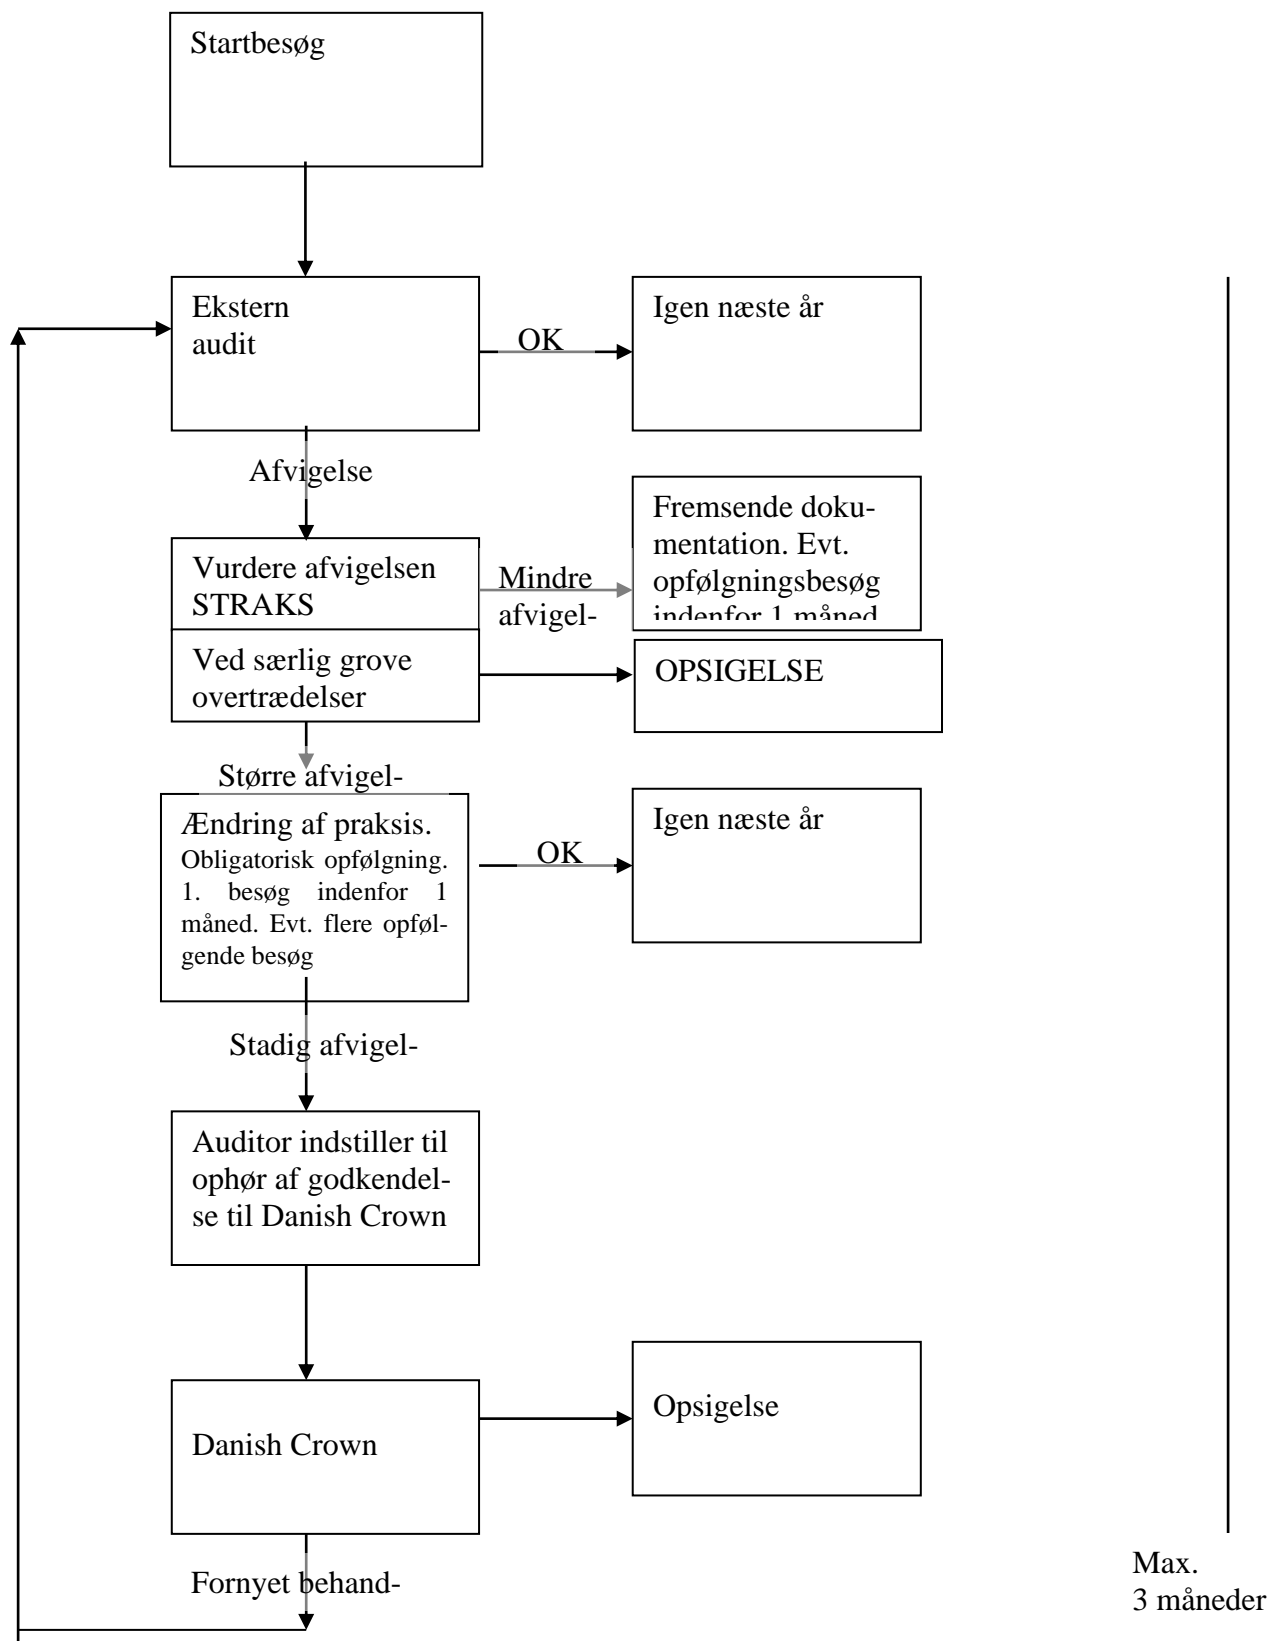 Startbesøg
Ekstern
audit
OK
Igen næste år
Afvigelse
Vurdere afvigelsen
STRAKS
Mindre
afvigel-
Fremsende doku-
mentation. Evt.
opfølgningsbesøg
indenfor 1 måned
Ved særlig grove
overtrædelser
OPSIGELSE
Større afvigel-
Ændring af praksis.
Obligatorisk opfølgning.
1. besøg indenfor 1
måned. Evt. flere opføl-
gende besøg
OK
Igen næste år
Stadig afvigel-
Auditor indstiller til
ophør af godkendel-
se til Danish Crown
Danish Crown
Opsigelse
Fornyet behand-
Max.
3 måneder